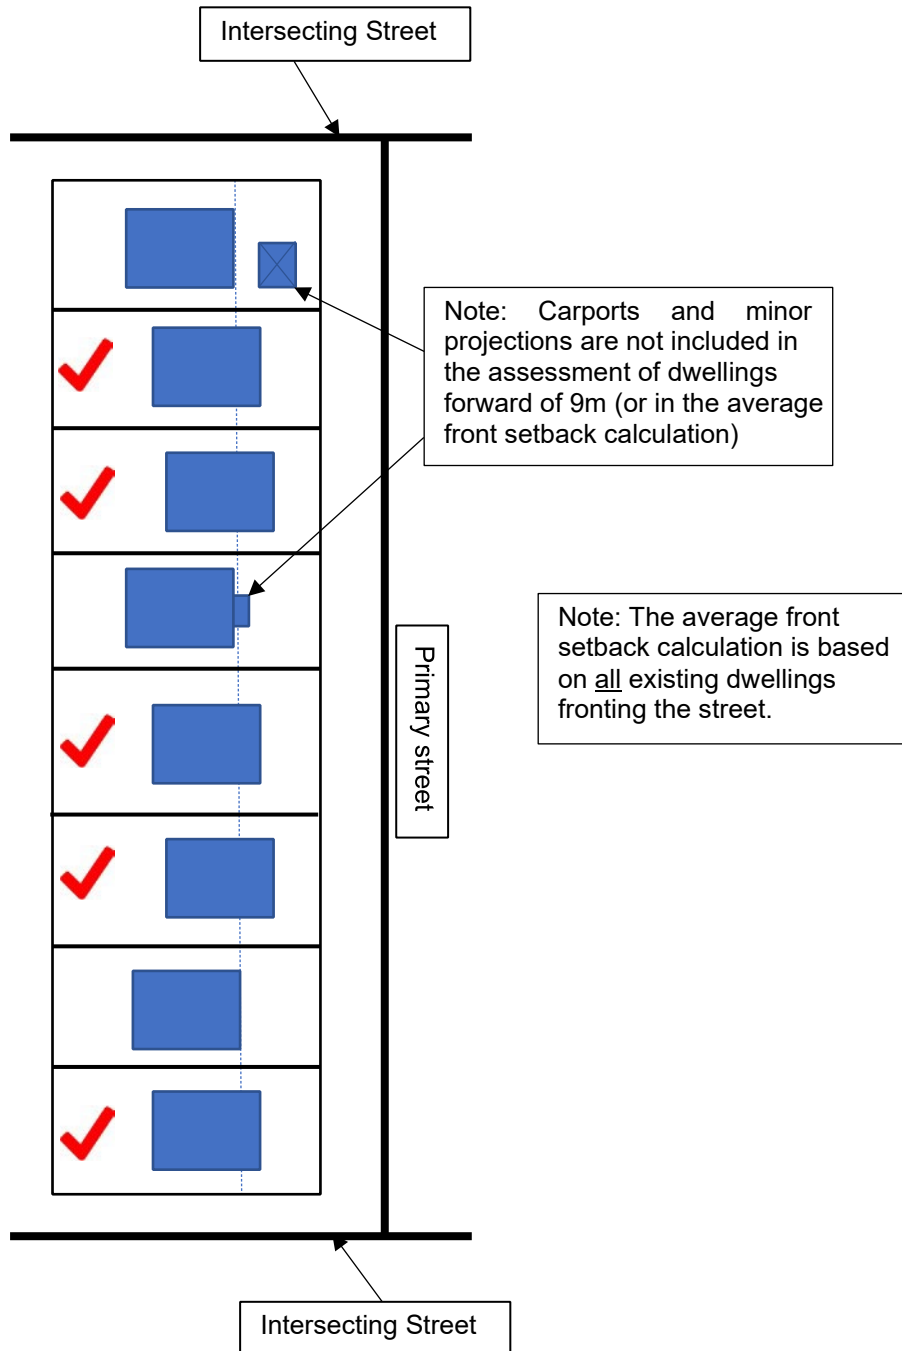 Intersecting Street
Note: Carports and minor
projections are not included in
the assessment of dwellings
forward of 9m (or in the average
front setback calculation)
Note: The average front
setback calculation is based
on all existing dwellings
fronting the street.
Primary street
Intersecting Street